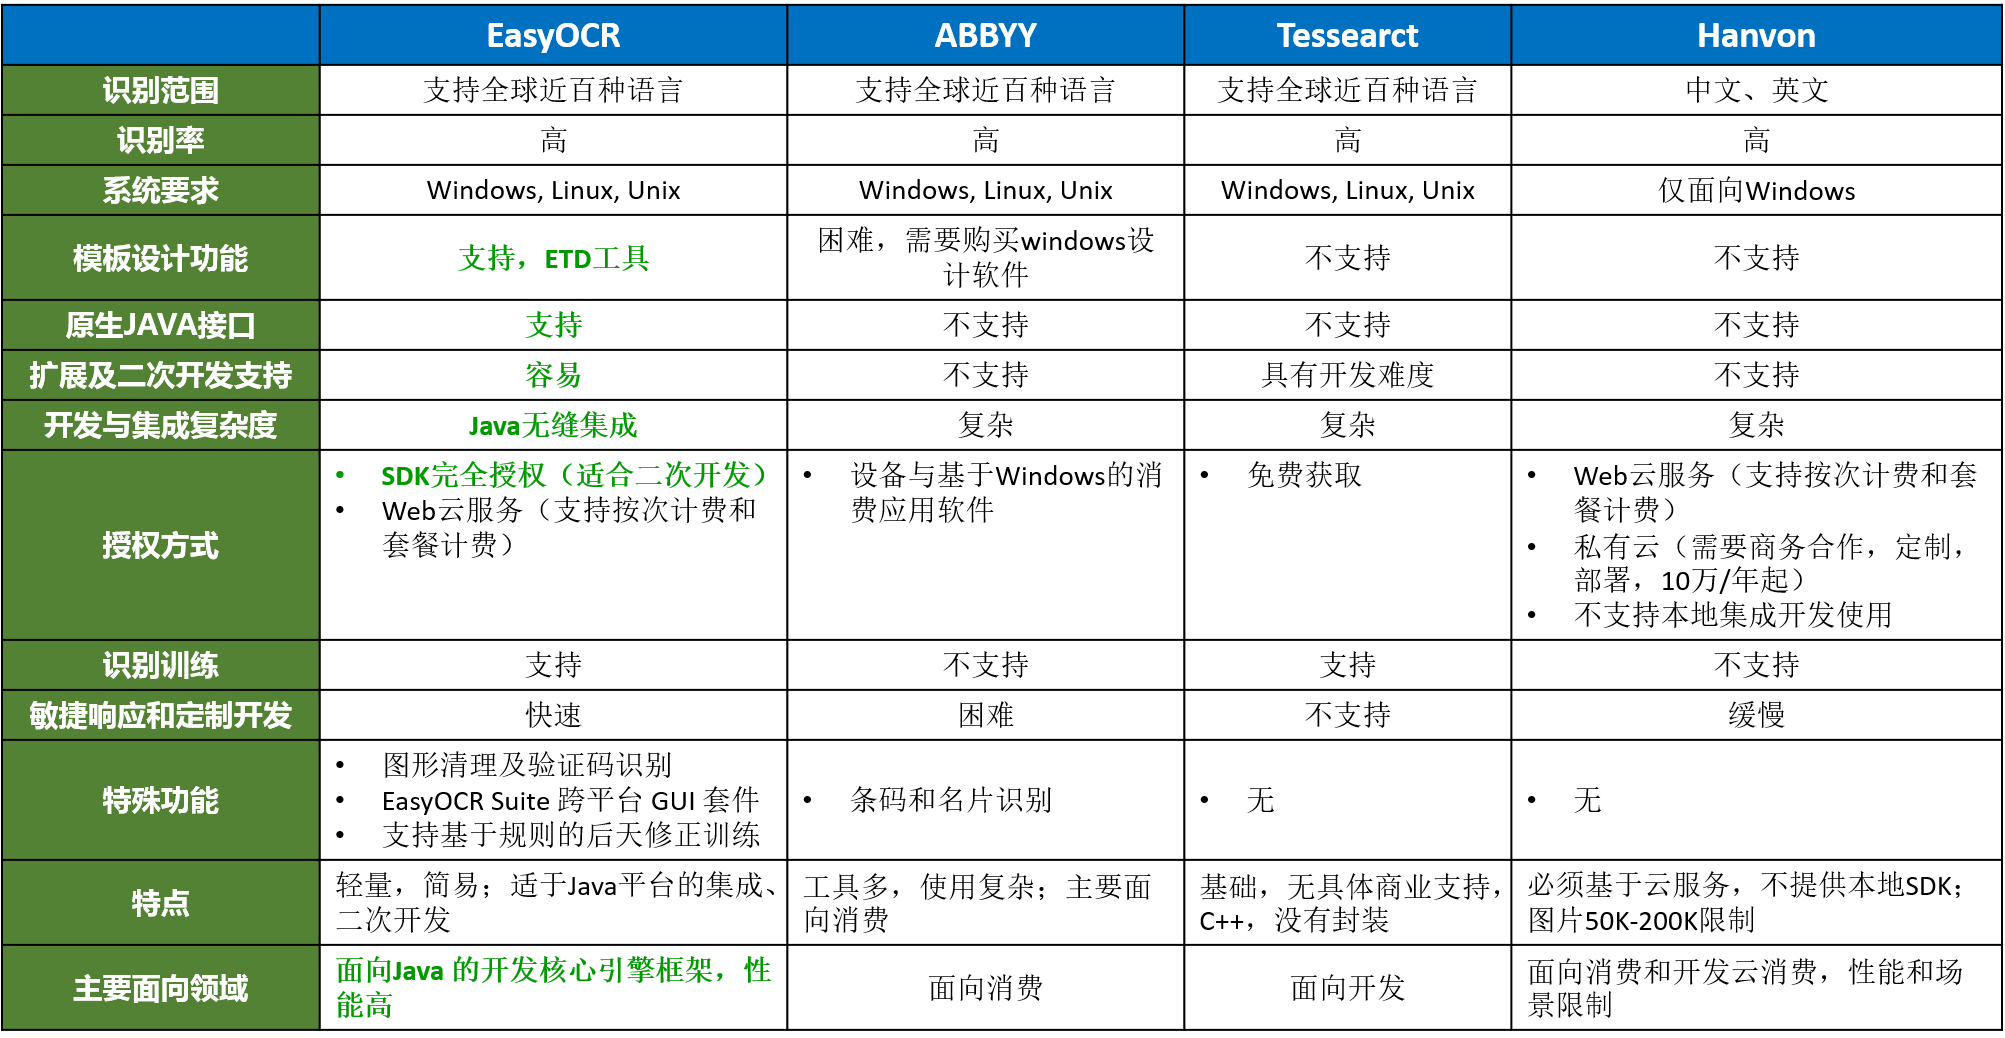 EasyOCR ABBYY Tessearct Hanvon
识别范围 支持全球近百种语言 支持全球近百种语言 支持全球近百种语言 中文、英文
识别率 高 高 高 高
系统要求 Windows, Linux, Unix Windows, Linux, Unix Windows, Linux, Unix 仅面向Windows
模板设计功能 支持，ETD工具 困难，需要购买windows设
计软件 不支持 不支持
原生JAVA接口 支持 不支持 不支持 不支持
扩展及二次开发支持 容易 不支持 具有开发难度 不支持
开发与集成复杂度 Java无缝集成 复杂 复杂 复杂
授权方式
• SDK完全授权（适合二次开发）
• Web云服务（支持按次计费和
套餐计费）
• 设备与基于Windows的消
费应用软件
• 免费获取
• Web云服务（支持按次计费和套
餐计费）
• 私有云（需要商务合作，定制，
部署，10万/年起）
• 不支持本地集成开发使用
识别训练 支持 不支持 支持 不支持
敏捷响应和定制开发 快速 困难 不支持 缓慢
特殊功能
• 图形清理及验证码识别
• EasyOCR Suite 跨平台 GUI 套件
• 支持基于规则的后天修正训练
• 条码和名片识别
• 无
• 无
特点
轻量，简易；适于Java平台的集成、
二次开发
工具多，使用复杂；主要面
向消费
基础，无具体商业支持，
C++，没有封装
必须基于云服务，不提供本地SDK；
图片50K-200K限制
主要面向领域
面向Java 的开发核心引擎框架，性
能高
面向消费
面向开发
面向消费和开发云消费，性能和场
景限制